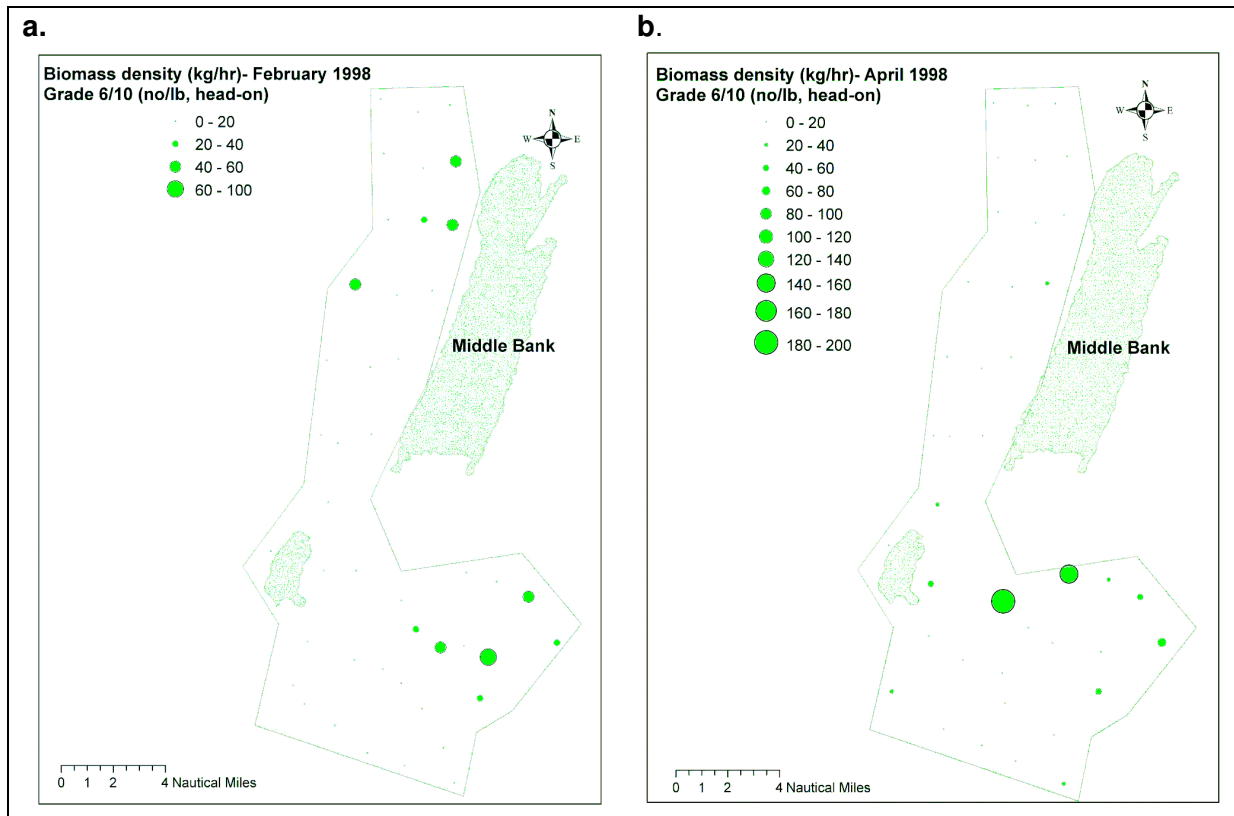 a.
Biomass density (kg/hr)- February 1998
Grade 6/10 (no/lb, head-on)
0 - 20
20 - 40
40 - 60
60 - 100
N
W E
S
Middle Bank
0 1 2 4 Nautical Miles
b.
Biomass density (kg/hr)- April 1998
Grade 6/10 (no/lb, head-on)
0 - 20
20 - 40
40 - 60
60 - 80
80 - 100
100 - 120
120 - 140
140 - 160
160 - 180
180 - 200
N
W E
S
Middle Bank
0 1 2 4 Nautical Miles